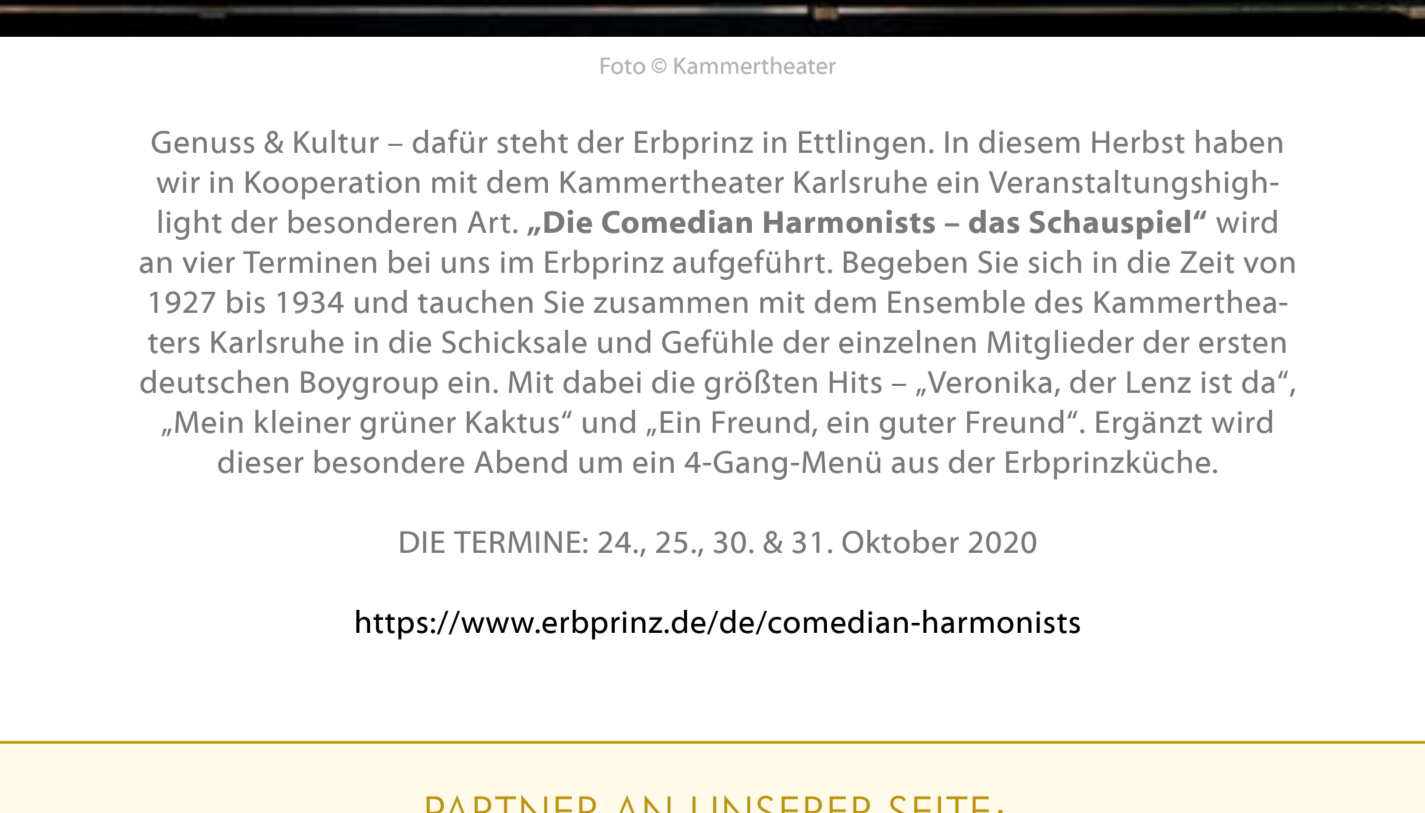 Foto © Kammertheater
Genuss & Kultur – dafür steht der Erbprinz in Ettlingen. In diesem Herbst haben
wir in Kooperation mit dem Kammertheater Karlsruhe ein Veranstaltungshigh-
light der besonderen Art. „Die Comedian Harmonists – das Schauspiel“ wird
an vier Terminen bei uns im Erbprinz aufgeführt. Begeben Sie sich in die Zeit von
1927 bis 1934 und tauchen Sie zusammen mit dem Ensemble des Kammerthea-
ters Karlsruhe in die Schicksale und Gefühle der einzelnen Mitglieder der ersten
deutschen Boygroup ein. Mit dabei die größten Hits – „Veronika, der Lenz ist da“,
„Mein kleiner grüner Kaktus“ und „Ein Freund, ein guter Freund“. Ergänzt wird
dieser besondere Abend um ein 4-Gang-Menü aus der Erbprinzküche.
DIE TERMINE: 24., 25., 30. & 31. Oktober 2020
https://www.erbprinz.de/de/comedian-harmonists
PARTNER AN UNSERER SEITE: